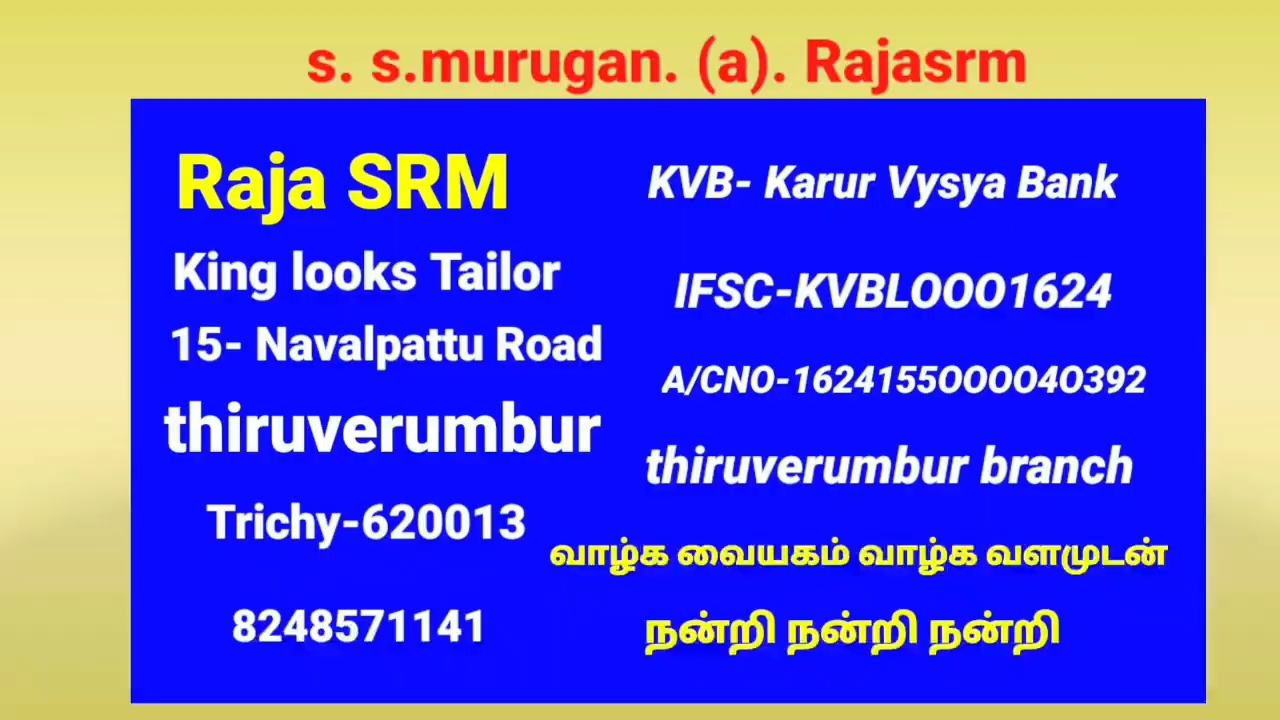 s. s.murugan. (a). Rajasrm
Raja SRM
King looks Tailor
15- Navalpattu Road
thiruverumbur
Trichy-620013
8248571141
KVB- Karur Vysya Bank
IFSC-KVBLOOO1624
A/CNO-1624155OOOO4O392
thiruverumbur branch
வாழ்க வையகம் வாழ்க வளமுடன்
நன்றி நன்றி நன்றி